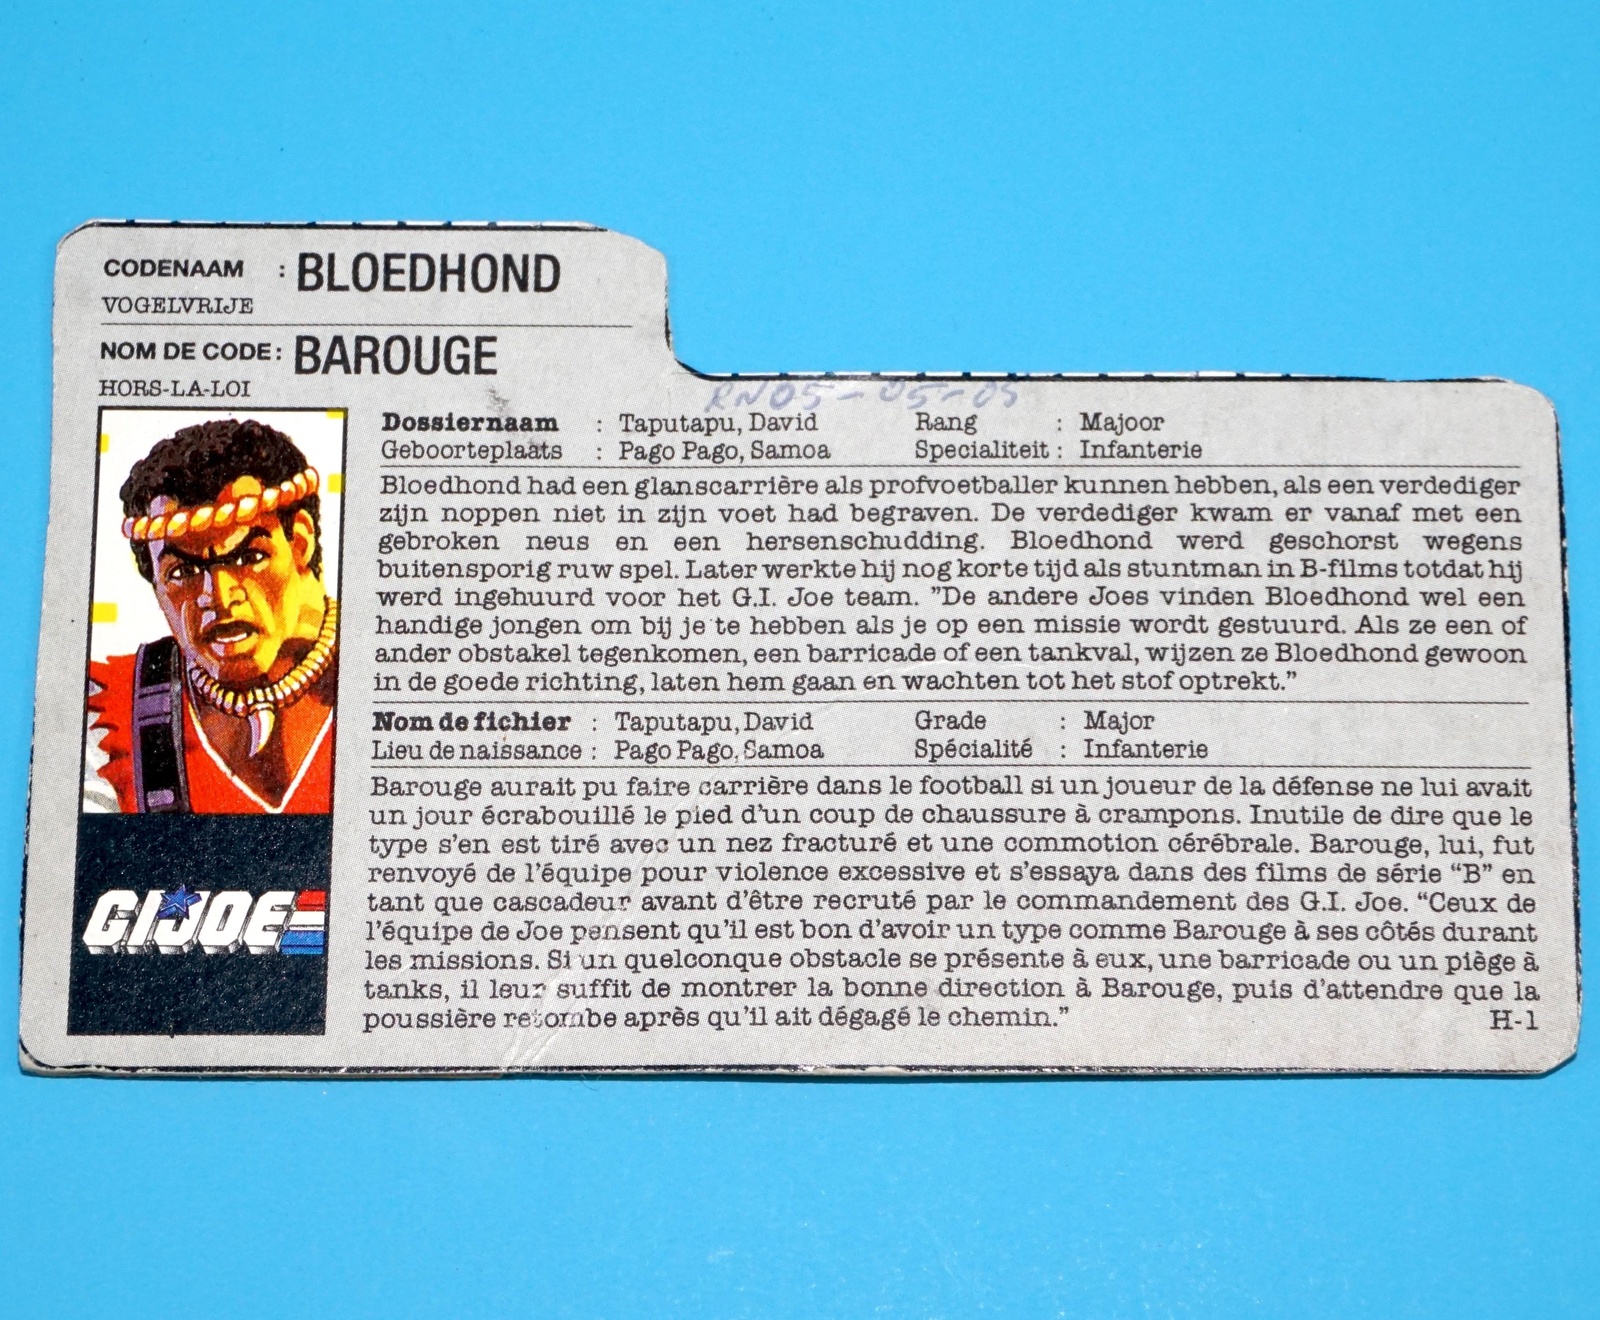 CODENAAM : BLOEDHOND
VOGELVRIJE
NOM DE CODE: BAROUGE
HORS-LA-LOI
RN05-05-05
Dossiernaam : Taputapu, David Rang : Majoor
Geboorteplaats : Pago Pago, Samoa Specialiteit : Infanterie
Bloedhond had een glanscarrière als profvoetballer kunnen hebben, als een verdediger
zijn noppen niet in zijn voet had begraven. De verdediger kwam er vanaf met een
gebroken neus en een hersenschudding. Bloedhond werd geschorst wegens
buitensporig ruw spel. Later werkte hij nog korte tijd als stuntman in B-films totdat hij
werd ingehuurd voor het G.I. Joe team. "De andere Joes vinden Bloedhond wel een
handige jongen om bij je te hebben als je op een missie wordt gestuurd. Als ze een of
ander obstakel tegenkomen, een barricade of een tankval, wijzen ze Bloedhond gewoon
in de goede richting, laten hem gaan en wachten tot het stof optrekt."
Nom de fichier : Taputapu, David Grade : Major
Lieu de naissance : Pago Pago, Samoa Spécialité : Infanterie
Barouge aurait pu faire carrière dans le football si un joueur de la défense ne lui avait
un jour écrabouillé le pied d'un coup de chaussure à crampons. Inutile de dire que le
type s'en est tiré avec un nez fracturé et une commotion cérébrale. Barouge, lui, fut
renvoyé de l'équipe pour violence excessive et s'essaya dans des films de série "B" en
tant que cascadeur avant d'être recruté par le commandement des G.I. Joe. "Ceux de
l'équipe de Joe pensent qu'il est bon d'avoir un type comme Barouge à ses côtés durant
les missions. Si un quelconque obstacle se présente à eux, une barricade ou un piège à
tanks, il leur suffit de montrer la bonne direction à Barouge, puis d'attendre que la
poussière retombe après qu'il ait dégagé le chemin."
H-1
GI JOE